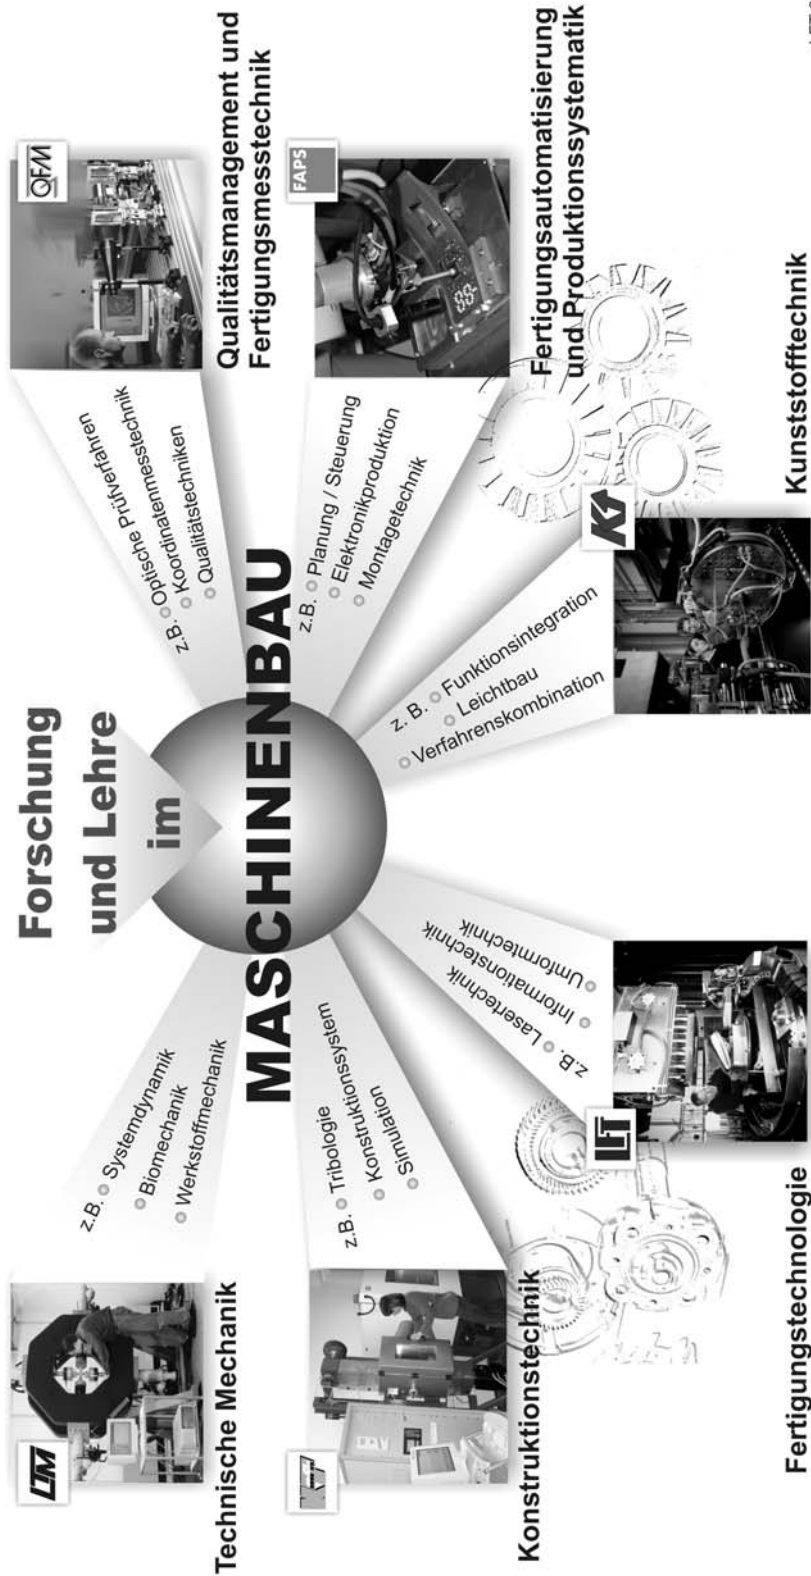 Forschung
und Lehre
im
MASCHINENBAU
LTM
Technische Mechanik
z.B. Systemdynamik
Biomechanik
Werkstoffmechanik
QFM
Qualitätsmanagement und
Fertigungsmesstechnik
z.B. Optische Prüfverfahren
Koordinatenmesstechnik
Qualitätstechniken
Konstruktionstechnik
z.B. Tribologie
Konstruktionssystem
Simulation
FAPS
Fertigungsautomatisierung
und Produktionssystematik
z.B. Planung / Steuerung
Elektronikproduktion
Montagetechnik
LFT
Fertigungstechnologie
z.B. Lasertechnik
Informationstechnik
Umformtechnik
KT
Kunststofftechnik
z. B. Funktionsintegration
Leichtbau
Verfahrenskombination